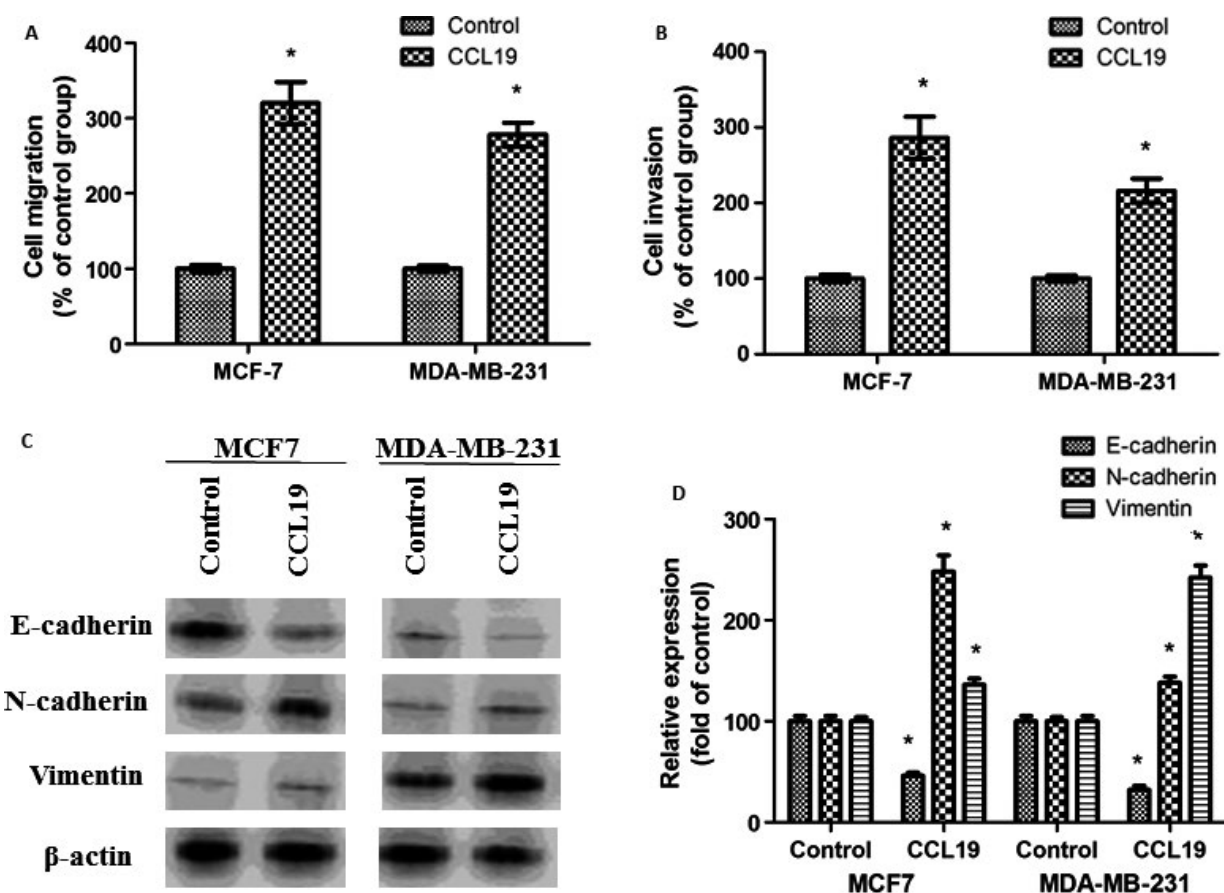 A
Control
CCL19
Cell migration
(% of control group)
400
300
200
100
0
*
*
MCF-7
MDA-MB-231
B
Control
CCL19
Cell invasion
(% of control group)
400
300
200
100
0
*
*
MCF-7
MDA-MB-231
C
MCF7
MDA-MB-231
Control
CCL19
Control
CCL19
E-cadherin
N-cadherin
Vimentin
β-actin
D
E-cadherin
N-cadherin
Vimentin
Relative expression
(fold of control)
300
200
100
0
*
*
*
*
*
*
Control
CCL19
Control
CCL19
MCF7
MDA-MB-231